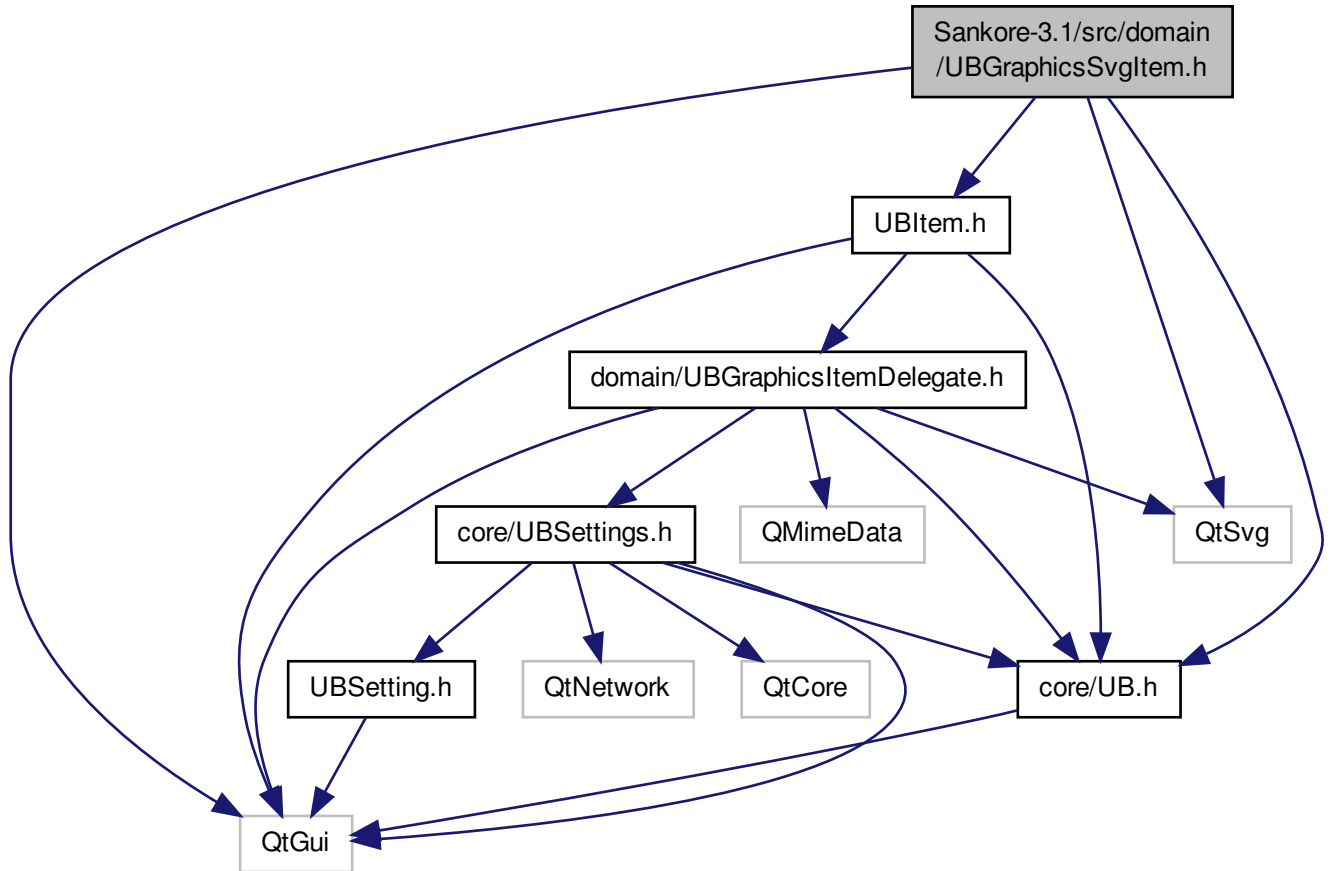 Sankore-3.1/src/domain
/UBGraphicsSvgItem.h
UBItem.h
domain/UBGraphicsItemDelegate.h
core/UBSettings.h
QMimeData
QtSvg
UBSetting.h
QtNetwork
QtCore
core/UB.h
QtGui